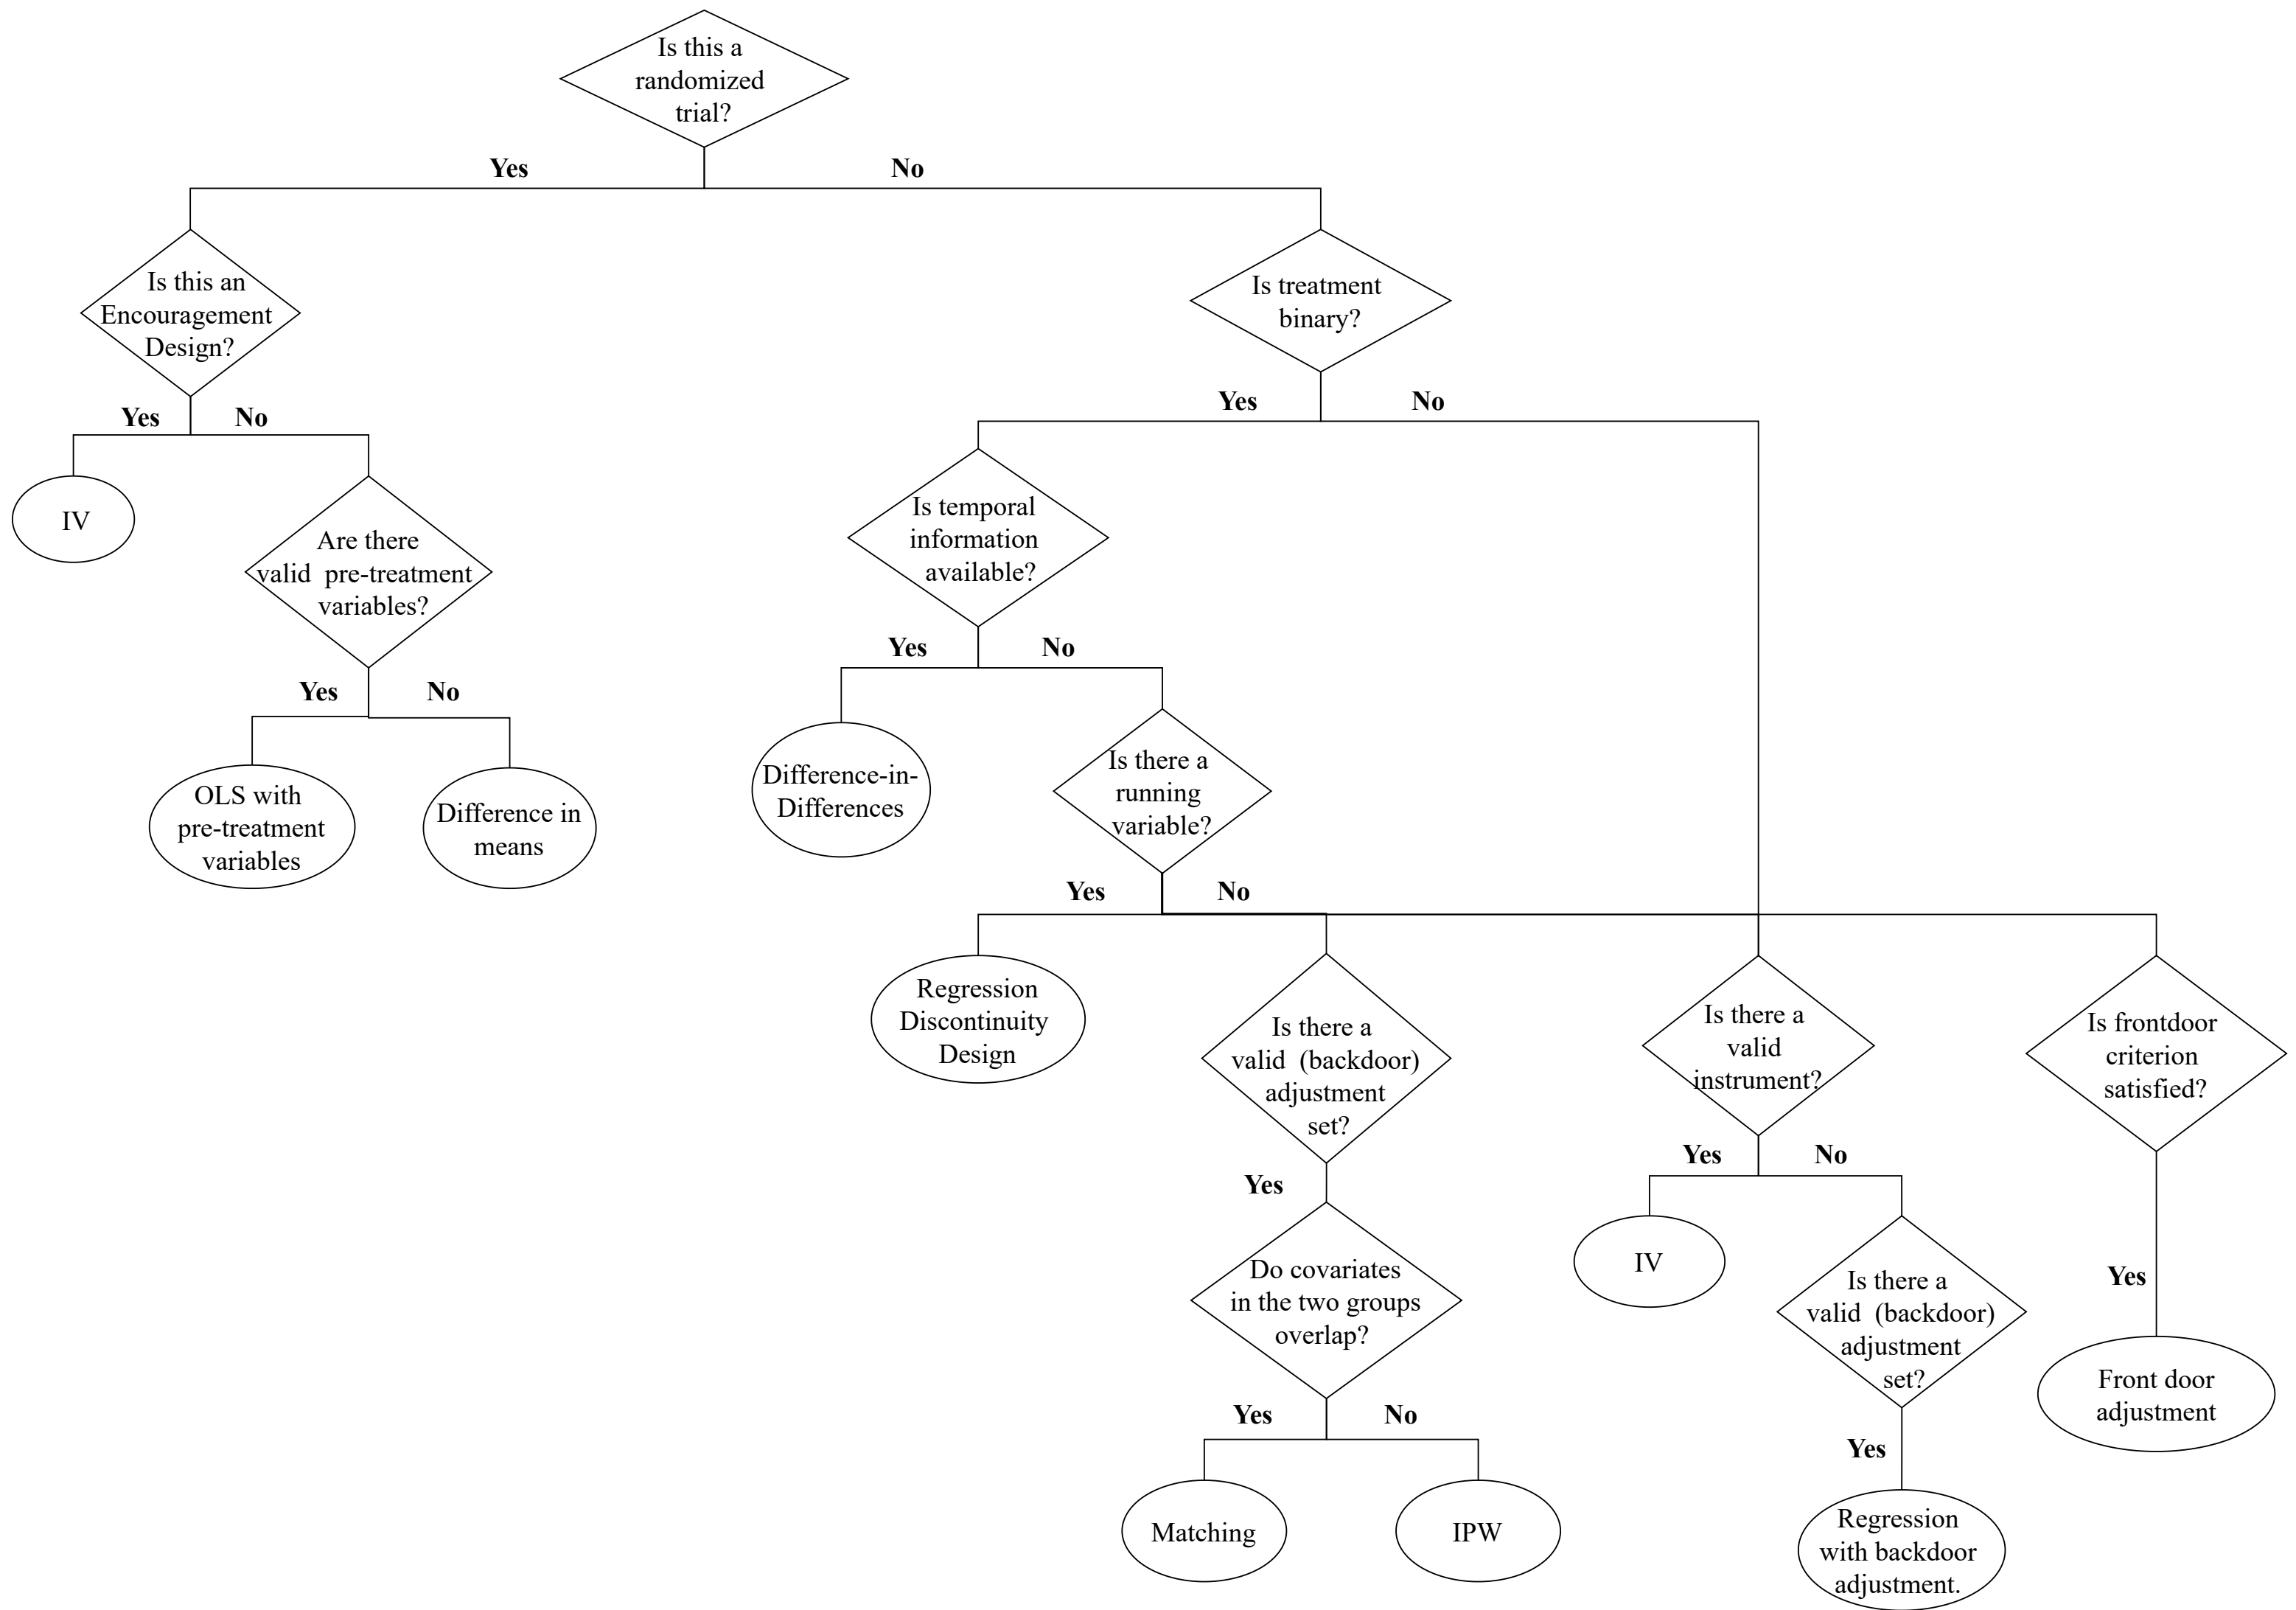 Is this a
randomized
trial?
Yes
No
Is this an
Encouragement
Design?
Is treatment
binary?
Yes
No
Yes
No
IV
Are there
valid pre-treatment
variables?
Is temporal
information
available?
Yes
No
Yes
No
OLS with
pre-treatment
variables
Difference in
means
Difference-in-
Differences
Is there a
running
variable?
Yes
No
Regression
Discontinuity
Design
Is there a
valid (backdoor)
adjustment
set?
Is there a
valid
instrument?
Is frontdoor
criterion
satisfied?
Yes
Yes
No
Yes
Do covariates
in the two groups
overlap?
IV
Is there a
valid (backdoor)
adjustment
set?
Front door
adjustment
Yes
No
Yes
Matching
IPW
Regression
with backdoor
adjustment.